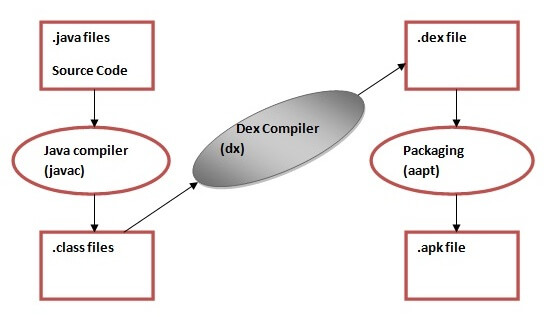 .java files
Source Code
Java compiler
(javac)
.class files
Dex Compiler
(dx)
.dex file
Packaging
(aapt)
.apk file